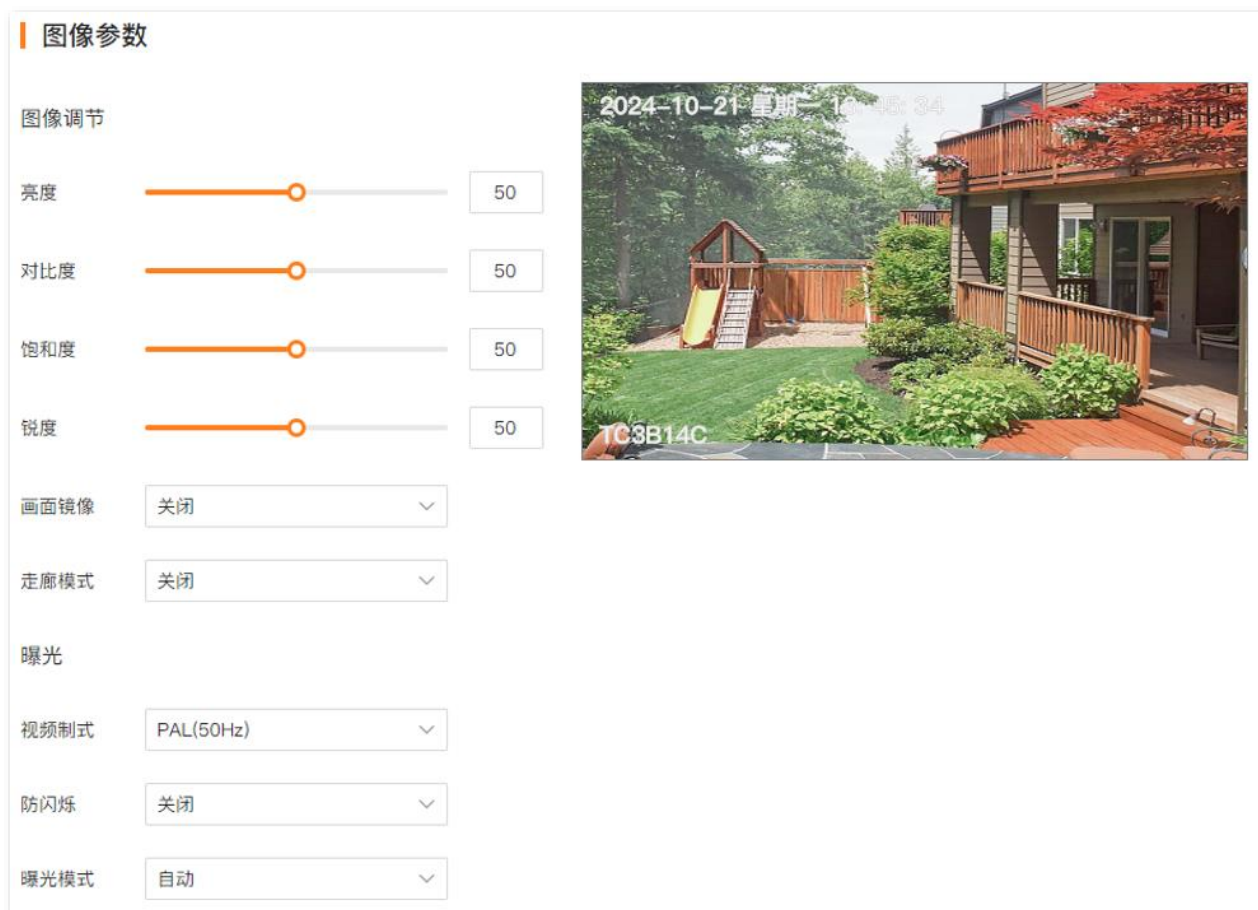 图像参数
图像调节
亮度 50
对比度 50
饱和度 50
锐度 50
画面镜像 关闭
走廊模式 关闭
曝光
视频制式 PAL(50Hz)
防闪烁 关闭
曝光模式 自动
2024-10-21 星期一 45: 34
TC3B14C